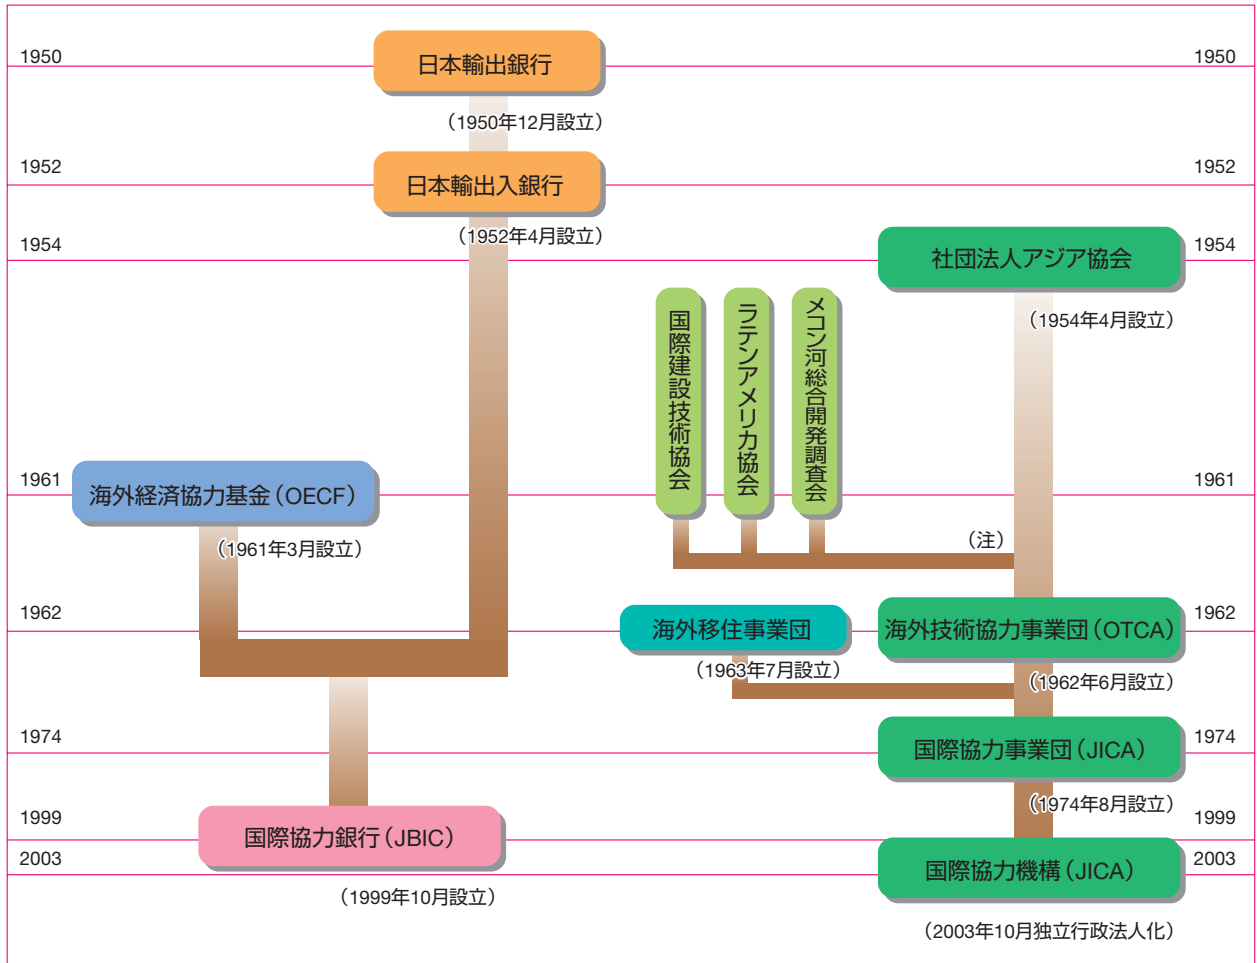 1950
日本輸出銀行
1950
（1950年12月設立）
1952
日本輸出入銀行
1952
（1952年4月設立）
1954
社団法人アジア協会
1954
（1954年4月設立）
国際建設技術協会
ラテンアメリカ協会
メコン河総合開発調査会
1961
海外経済協力基金（OECF）
1961
（1961年3月設立）
（注）
1962
海外移住事業団
海外技術協力事業団（OTCA）
1962
（1963年7月設立）
（1962年6月設立）
1974
国際協力事業団（JICA）
1974
（1974年8月設立）
1999
国際協力銀行（JBIC）
1999
2003
国際協力機構（JICA）
2003
（1999年10月設立）
（2003年10月独立行政法人化）